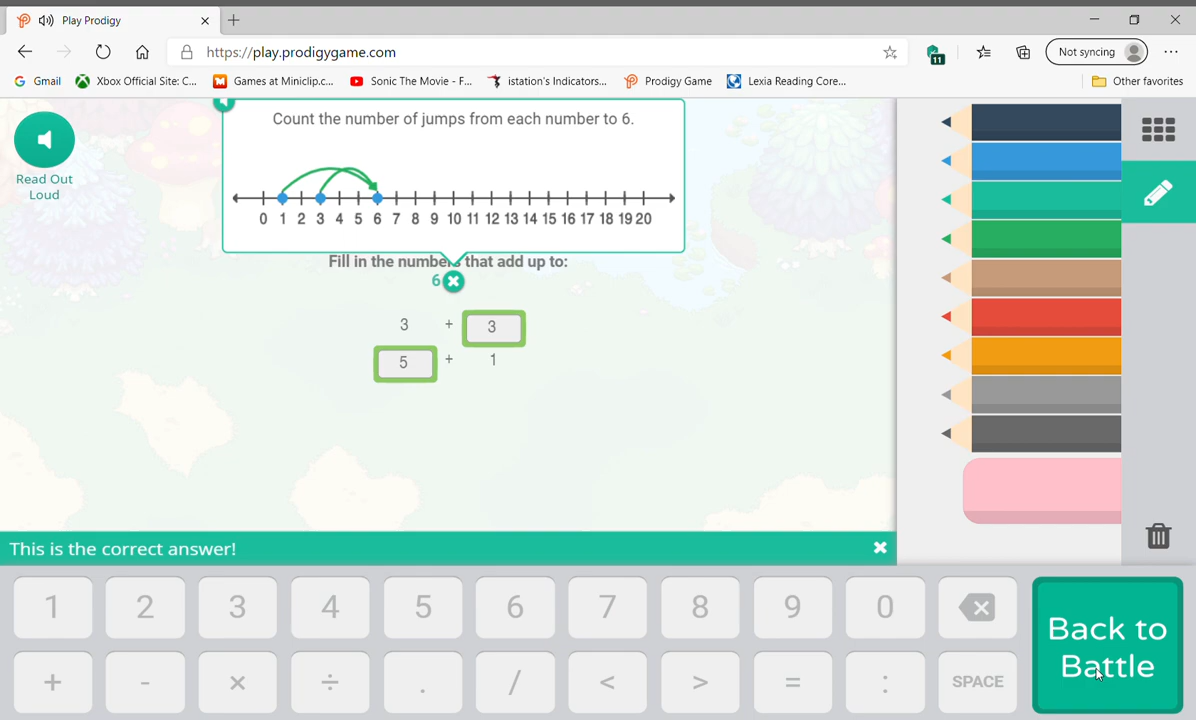 Play Prodigy
https://play.prodigygame.com
11
Not syncing
Gmail
Xbox Official Site: C...
Games at Miniclip.c...
Sonic The Movie - F...
istation's Indicators...
Prodigy Game
Lexia Reading Core...
Other favorites
Read Out
Loud
Count the number of jumps from each number to 6.
0 1 2 3 4 5 6 7 8 9 10 11 12 13 14 15 16 17 18 19 20
Fill in the numbers that add up to:
6
3 + 3
5 + 1
This is the correct answer!
1 2 3 4 5 6 7 8 9 0
+ - × ÷ . / < > = : SPACE
Back to
Battle